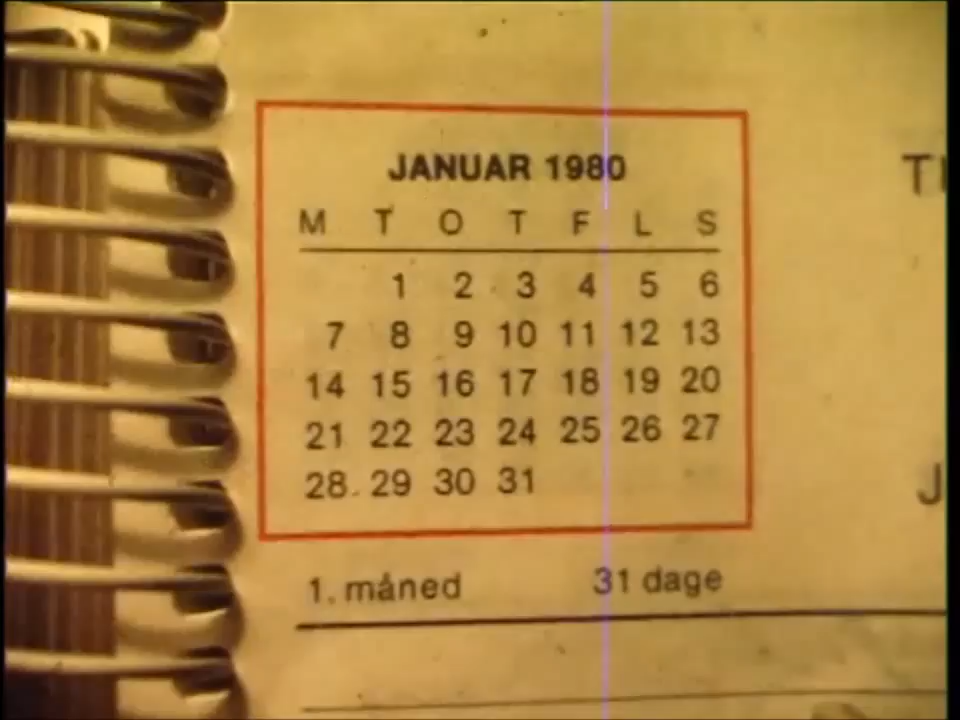 JANUAR 1980
M T O T F L S
1 2 3 4 5 6
7 8 9 10 11 12 13
14 15 16 17 18 19 20
21 22 23 24 25 26 27
28 29 30 31
1. måned 31 dage